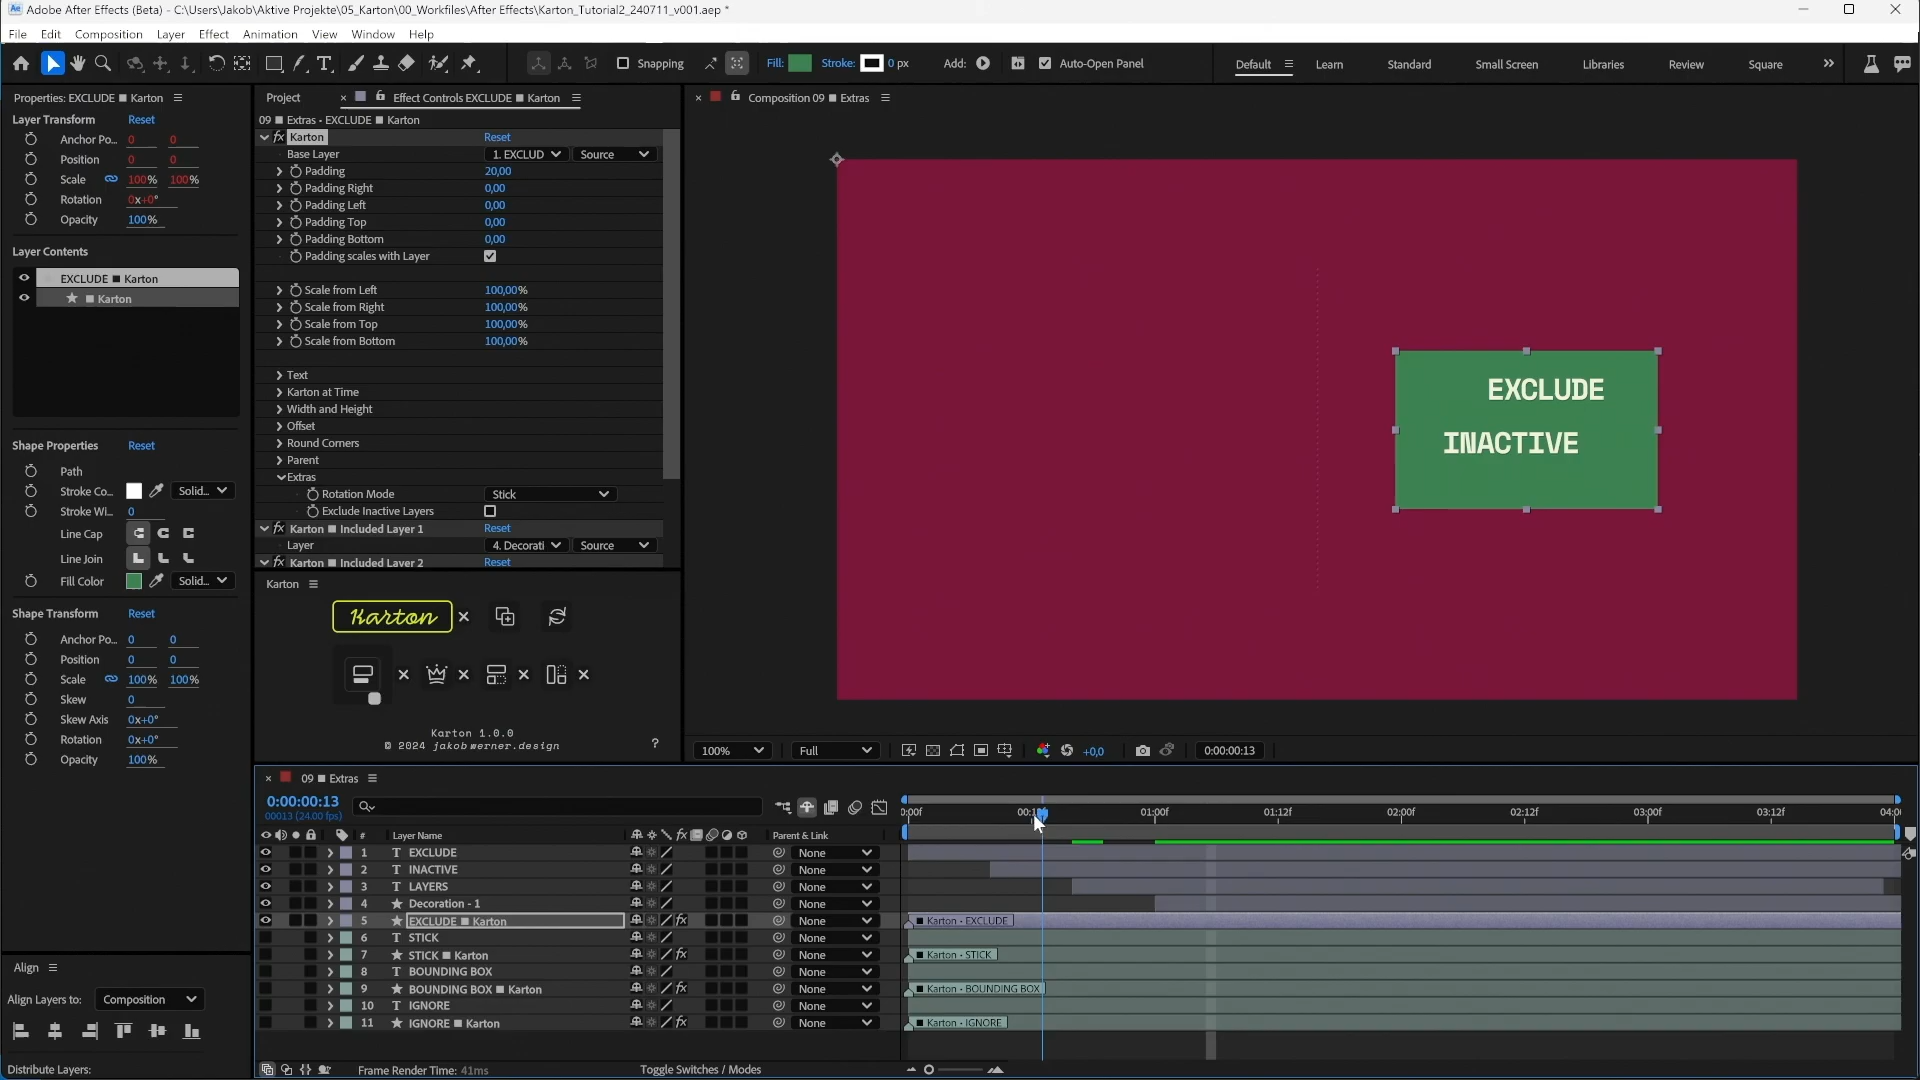 Adobe After Effects (Beta) - C:\Users\Jakob\Aktive Projekte\05_Karton\00_Workfiles\After Effects\Karton_Tutorial2_240711_v001.aep *
File Edit Composition Layer Effect Animation View Window Help
Snapping Fill: Stroke: 0 px Add: Auto-Open Panel Default Learn Standard Small Screen Libraries Review Square
Properties: EXCLUDE ■ Karton
Layer Transform Reset
Anchor Po... 0 0
Position 0 0
Scale 100% 100%
Rotation 0x+0°
Opacity 100%
Layer Contents
EXCLUDE ■ Karton
■ Karton
Shape Properties Reset
Path
Stroke Co... Solid...
Stroke Wi... 0
Line Cap
Line Join
Fill Color Solid...
Shape Transform Reset
Anchor Po... 0 0
Position 0 0
Scale 100% 100%
Skew 0
Skew Axis 0x+0°
Rotation 0x+0°
Opacity 100%
Align
Align Layers to: Composition
Distribute Layers:
Project Effect Controls EXCLUDE ■ Karton
09 ■ Extras • EXCLUDE ■ Karton
fx Karton Reset
Base Layer 1. EXCLUD Source
Padding 20,00
Padding Right 0,00
Padding Left 0,00
Padding Top 0,00
Padding Bottom 0,00
Padding scales with Layer
Scale from Left 100,00%
Scale from Right 100,00%
Scale from Top 100,00%
Scale from Bottom 100,00%
Text
Karton at Time
Width and Height
Offset
Round Corners
Parent
Extras
Rotation Mode Stick
Exclude Inactive Layers
fx Karton ■ Included Layer 1 Reset
Layer 4. Decorati Source
fx Karton ■ Included Layer 2 Reset
Karton
Karton
Karton 1.0.0
© 2024 jakobwerner.design ?
Composition 09 ■ Extras
EXCLUDE
INACTIVE
100% Full +0,0 0:00:00:13
09 ■ Extras
0:00:00:13
00013 (24.00 fps)
01:00f 01:12f 02:00f 02:12f 03:00f 03:12f
# Layer Name fx Parent & Link
1 T EXCLUDE None
2 T INACTIVE None
3 T LAYERS None
4 Decoration - 1 None
5 EXCLUDE ■ Karton fx None ■ Karton - EXCLUDE
6 T STICK None
7 STICK ■ Karton fx None ■ Karton - STICK
8 T BOUNDING BOX None
9 BOUNDING BOX ■ Karton fx None ■ Karton - BOUNDING BOX
10 T IGNORE None
11 IGNORE ■ Karton fx None ■ Karton - IGNORE
Frame Render Time: 41ms Toggle Switches / Modes